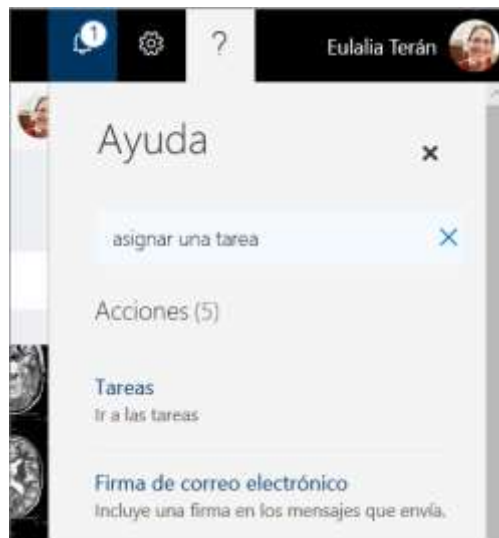 1
? Eulalia Terán
Ayuda
asignar una tarea
Acciones (5)
Tareas
Ir a las tareas
Firma de correo electrónico
Incluye una firma en los mensajes que envía.